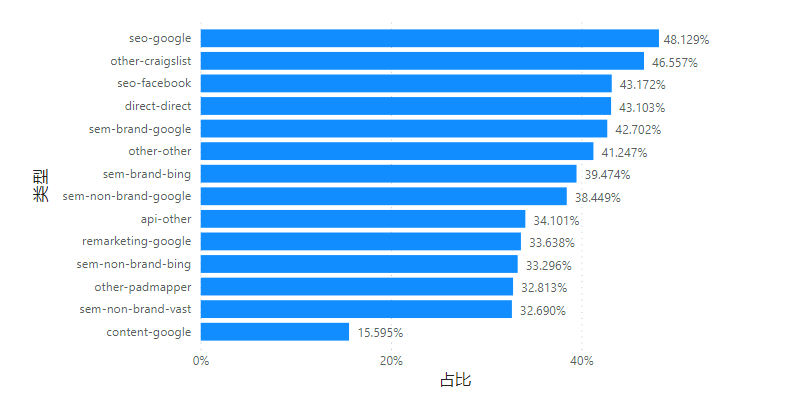 seo-google 48.129%
other-craigslist 46.557%
seo-facebook 43.172%
direct-direct 43.103%
sem-brand-google 42.702%
other-other 41.247%
sem-brand-bing 39.474%
类型
sem-non-brand-google 38.449%
api-other 34.101%
remarketing-google 33.638%
sem-non-brand-bing 33.296%
other-padmapper 32.813%
sem-non-brand-vast 32.690%
content-google 15.595%
0% 20% 40%
占比